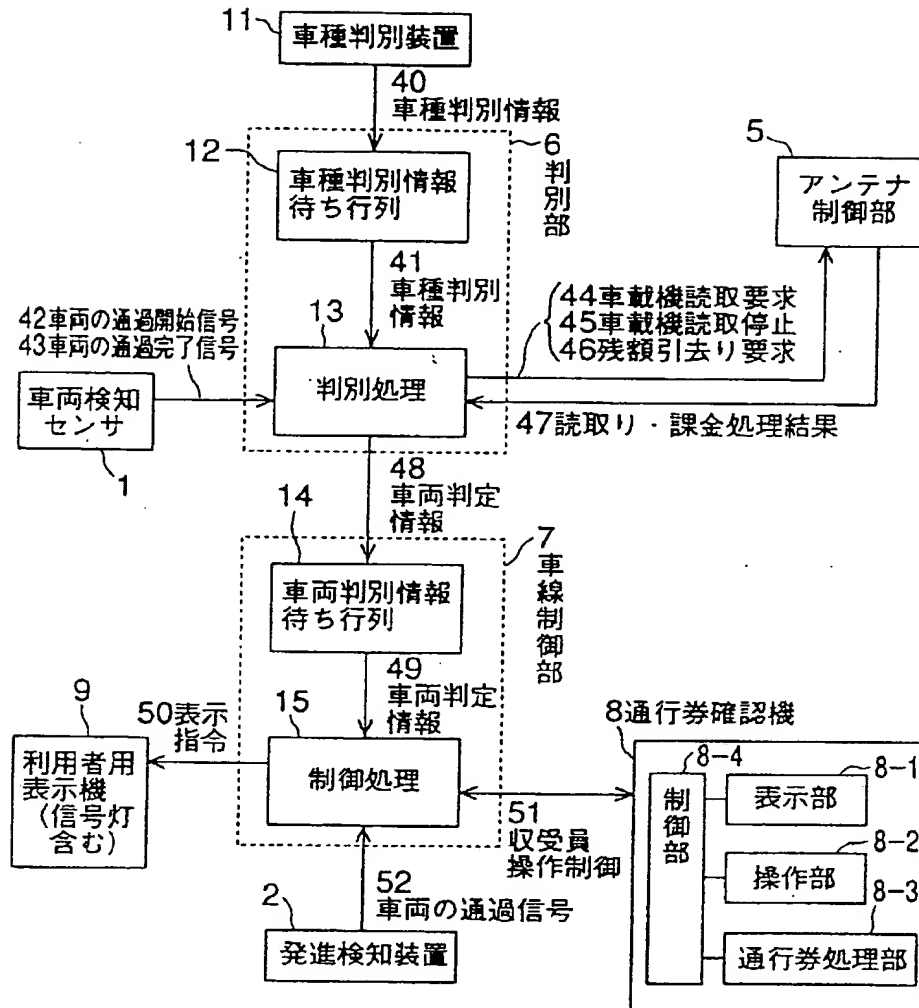 11
車種判別装置
40
車種判別情報
6
判別部
12
車種判別情報
待ち行列
5
アンテナ
制御部
41
車種判別
情報
44車載機読取要求
45車載機読取停止
46残額引去り要求
42車両の通過開始信号
43車両の通過完了信号
13
判別処理
車両検知
センサ
1
47読取り・課金処理結果
48
車両判定
情報
14
7
車線制御部
車両判別情報
待ち行列
49
車両判定
情報
9
50表示
指令
15
利用者用
表示機
(信号灯
含む)
制御処理
51
収受員
操作制御
8通行券確認機
8-4
制御部
8-1
表示部
8-2
操作部
8-3
通行券処理部
52
車両の通過信号
2
発進検知装置